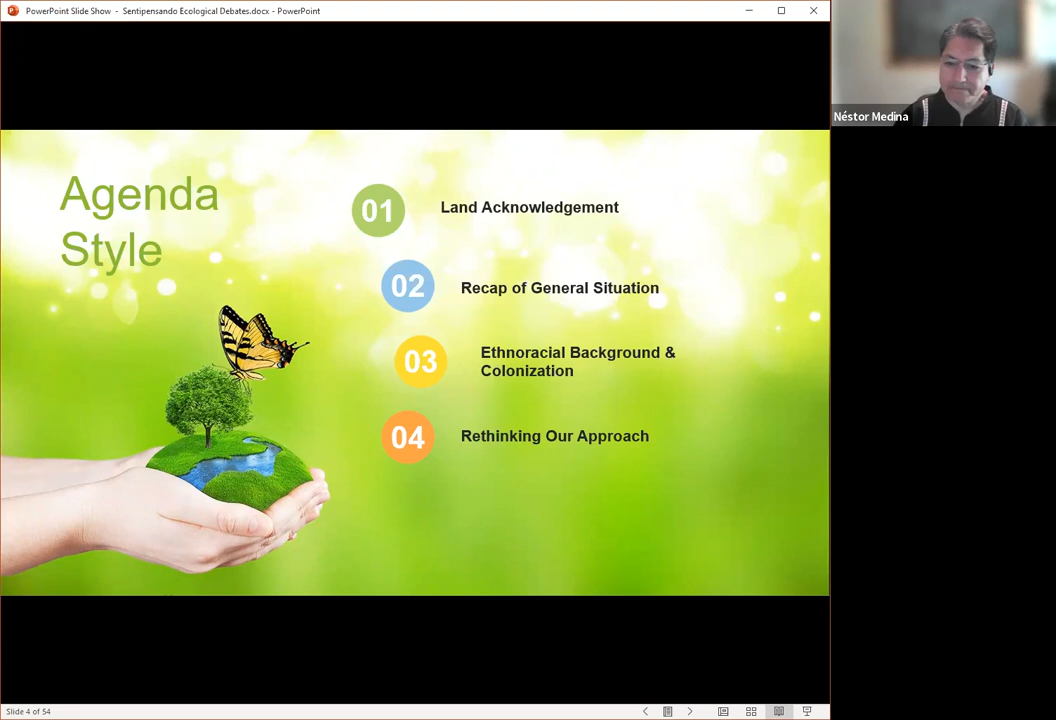 PowerPoint Slide Show - Sentipensando Ecological Debates.docx - PowerPoint
Néstor Medina
Agenda
Style
01
Land Acknowledgement
02
Recap of General Situation
03
Ethnoracial Background &
Colonization
04
Rethinking Our Approach
Slide 4 of 54